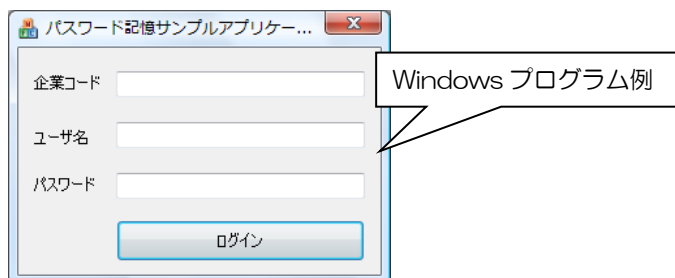 パスワード記憶サンプルアプリケー...
企業コード
Windows プログラム例
ユーザ名
パスワード
ログイン